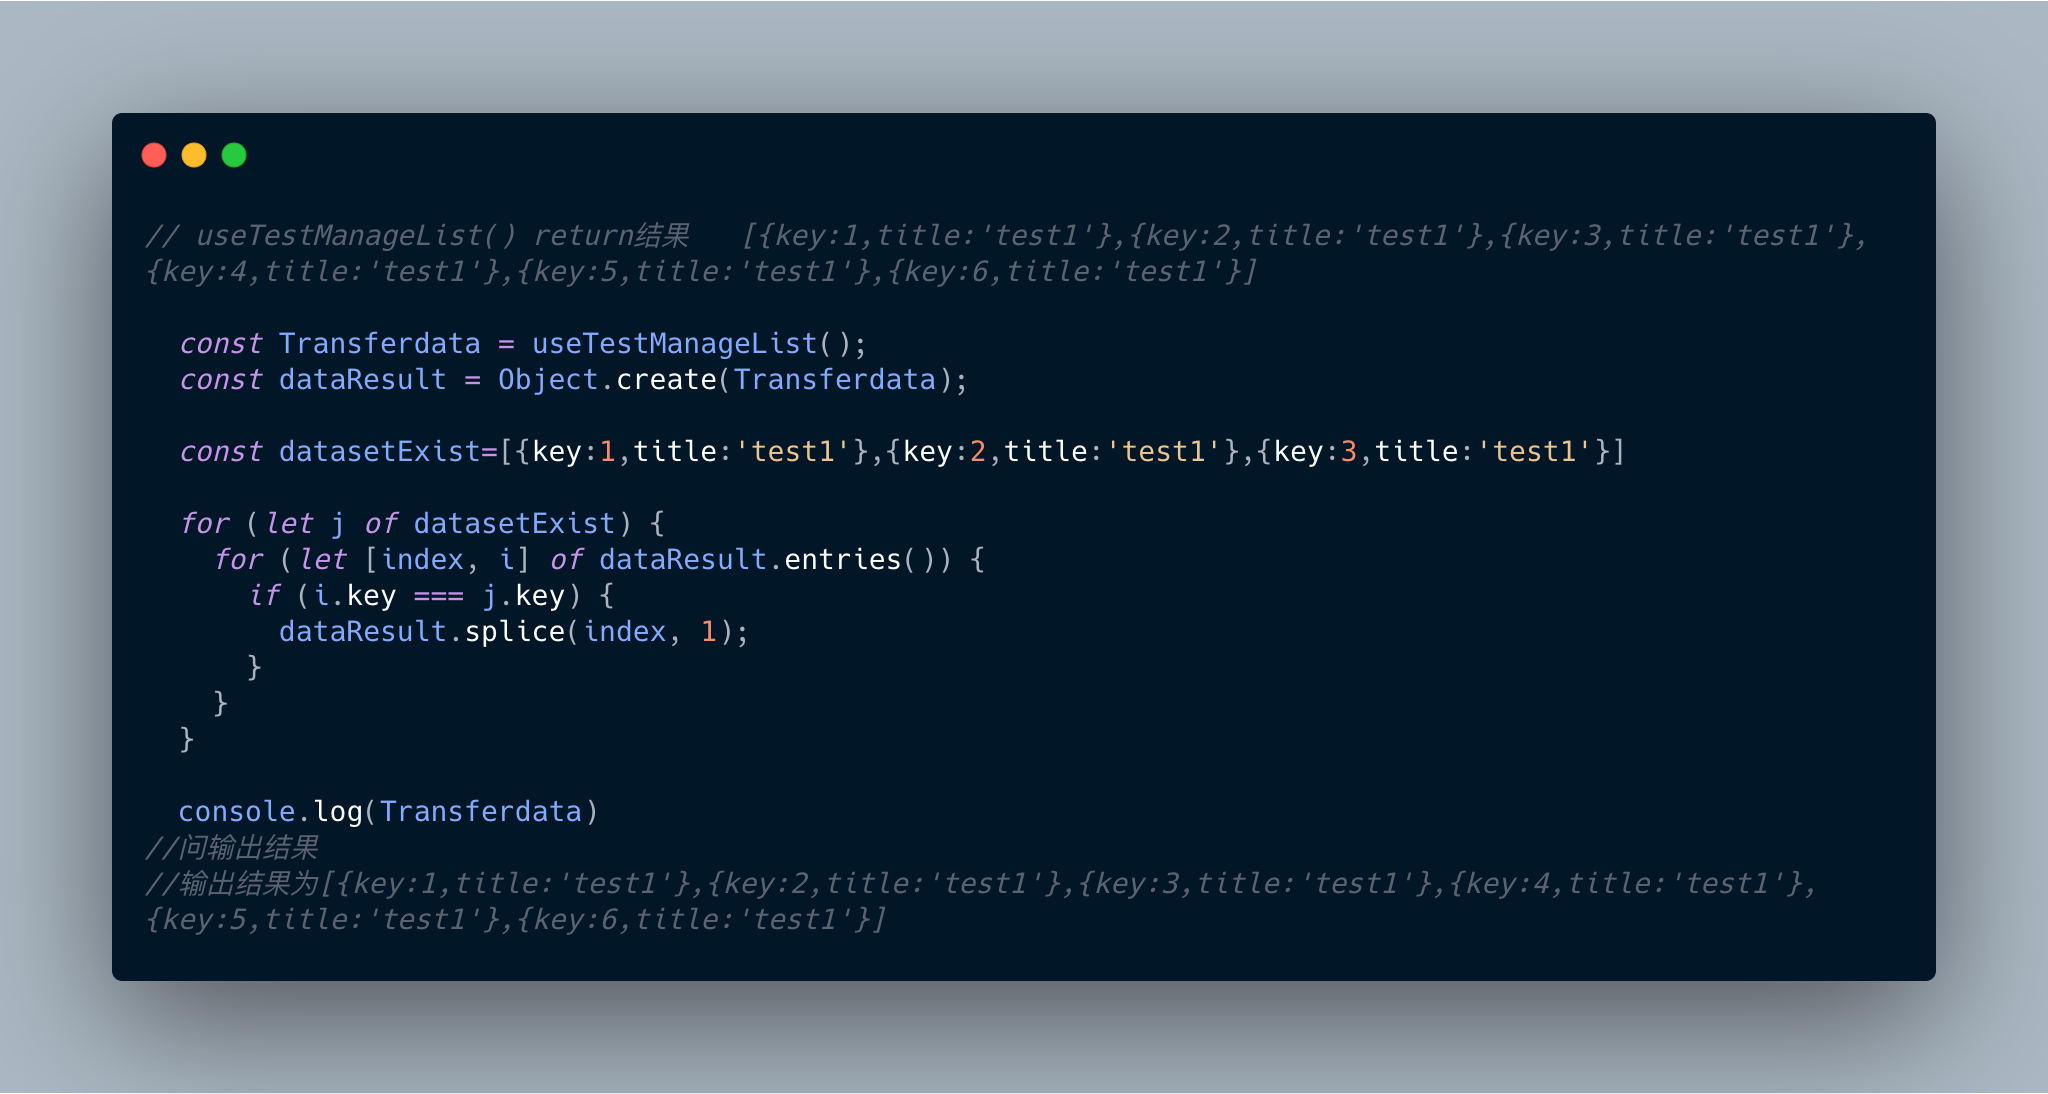 // useTestManageList() return结果   [{key:1,title:'test1'},{key:2,title:'test1'},{key:3,title:'test1'},
{key:4,title:'test1'},{key:5,title:'test1'},{key:6,title:'test1'}]
const Transferdata = useTestManageList();
const dataResult = Object.create(Transferdata);
const datasetExist=[{key:1,title:'test1'},{key:2,title:'test1'},{key:3,title:'test1'}]
for (let j of datasetExist) {
for (let [index, i] of dataResult.entries()) {
if (i.key === j.key) {
dataResult.splice(index, 1);
}
}
}
console.log(Transferdata)
//问输出结果
//输出结果为[{key:1,title:'test1'},{key:2,title:'test1'},{key:3,title:'test1'},{key:4,title:'test1'},
{key:5,title:'test1'},{key:6,title:'test1'}]